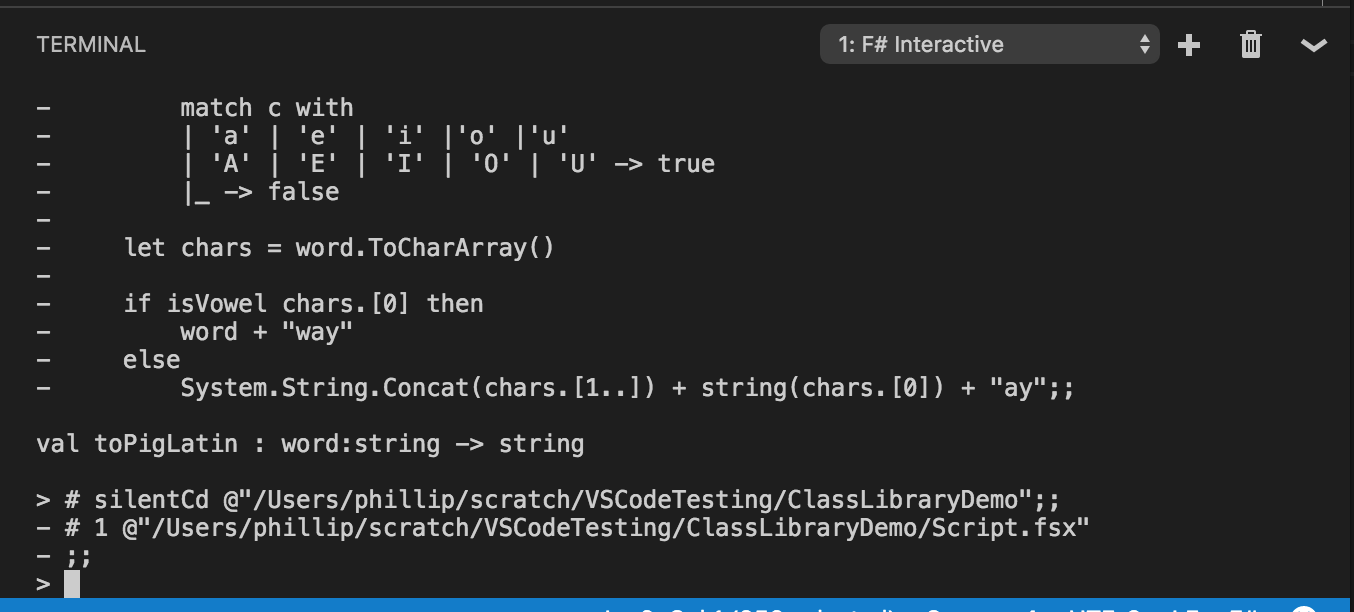 TERMINAL
1: F# Interactive
- match c with
- | 'a' | 'e' | 'i' |'o' |'u'
- | 'A' | 'E' | 'I' | 'O' | 'U' -> true
- |_ -> false
-
- let chars = word.ToCharArray()
-
- if isVowel chars.[0] then
- word + "way"
- else
- System.String.Concat(chars.[1..]) + string(chars.[0]) + "ay";;
val toPigLatin : word:string -> string
> # silentCd @"/Users/phillip/scratch/VSCodeTesting/ClassLibraryDemo";;
- # 1 @"/Users/phillip/scratch/VSCodeTesting/ClassLibraryDemo/Script.fsx"
- ;;
>